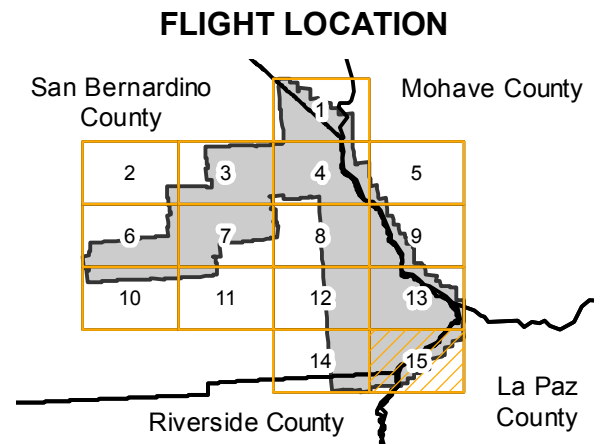 FLIGHT LOCATION
San Bernardino
County
Mohave County
1
2
3
4
5
6
7
8
9
10
11
12
13
14
15
La Paz
County
Riverside County